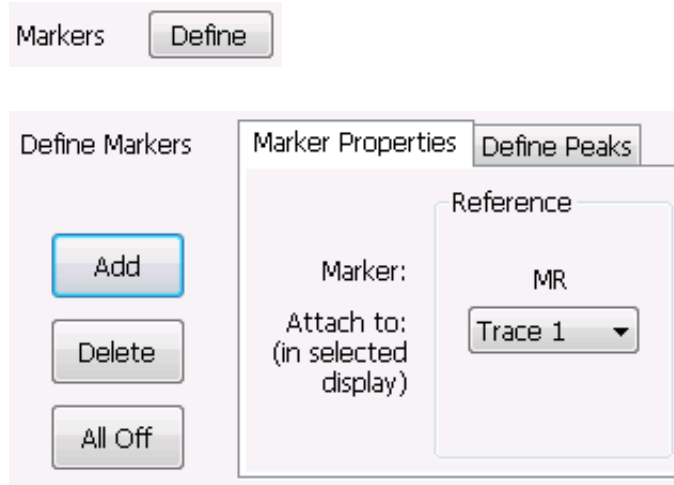 Markers Define
Define Markers Marker Properties Define Peaks
Reference
Add Marker: MR
Attach to: Trace 1
(in selected
Delete
display)
All Off